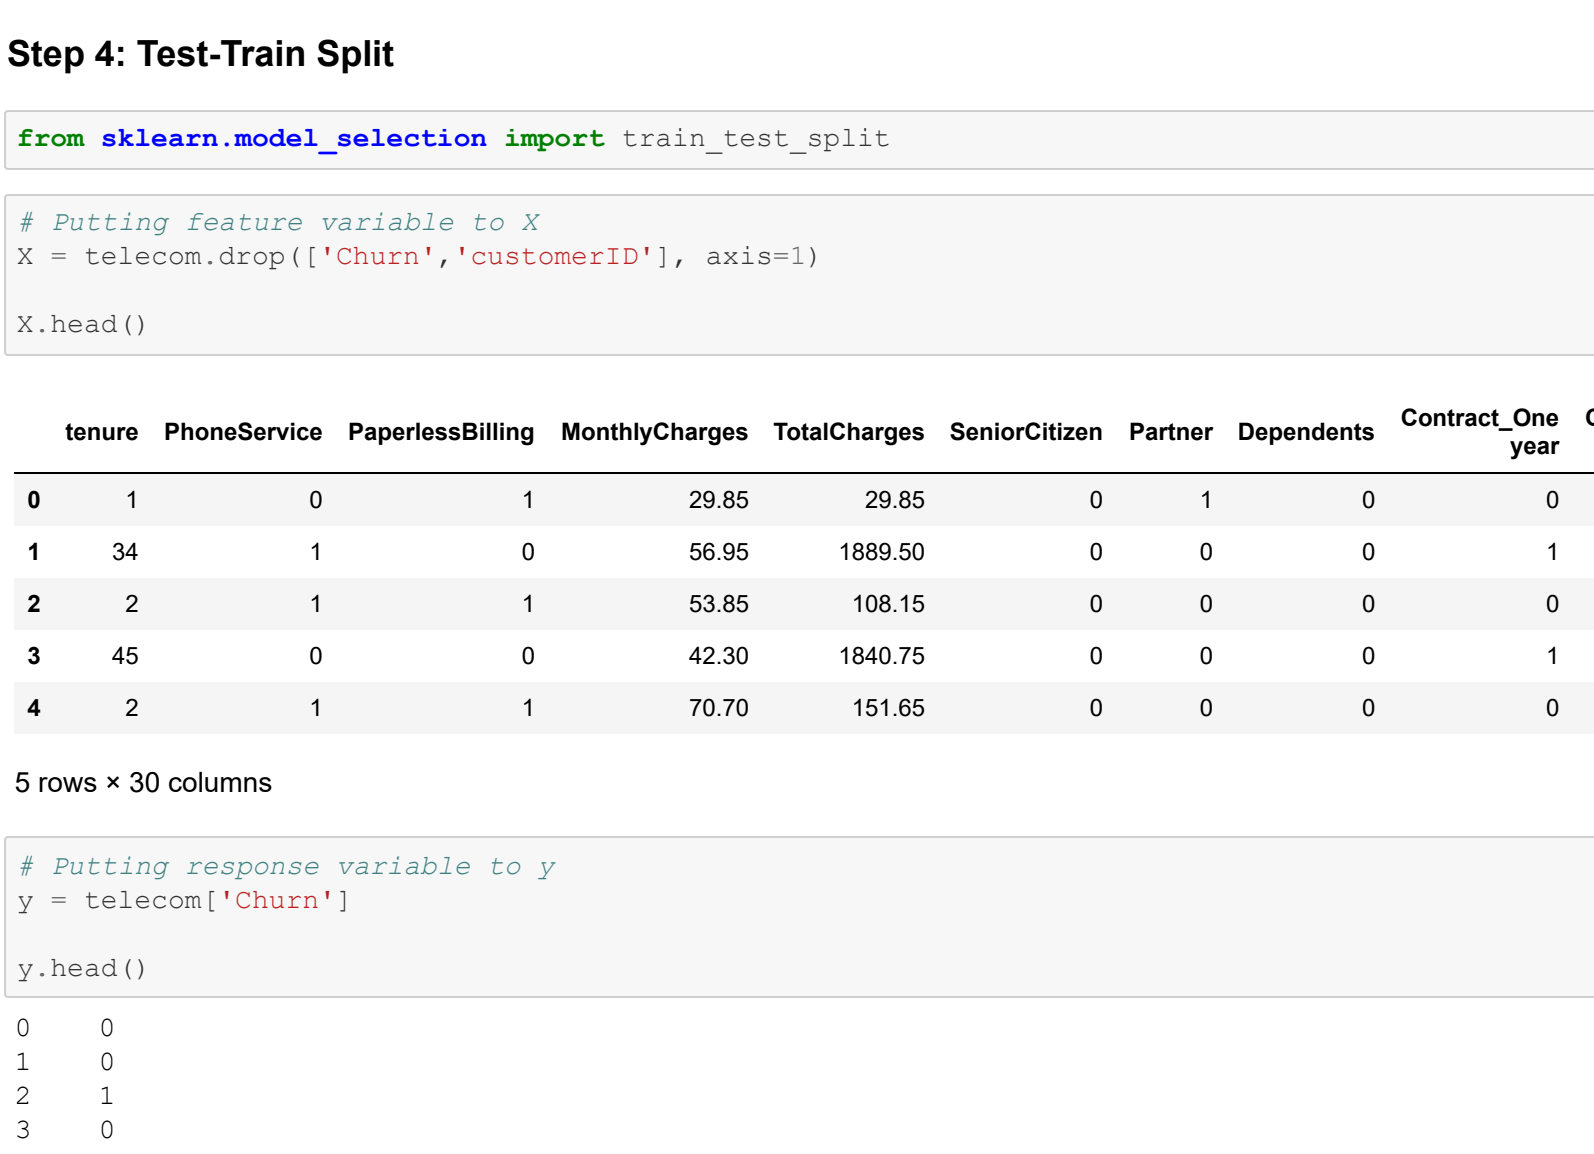 Step 4: Test-Train Split
from sklearn.model_selection import train_test_split
# Putting feature variable to X
X = telecom.drop(['Churn','customerID'], axis=1)
X.head()
tenure PhoneService PaperlessBilling MonthlyCharges TotalCharges SeniorCitizen Partner Dependents Contract_One
year
0 1 0 1 29.85 29.85 0 1 0 0
1 34 1 0 56.95 1889.50 0 0 0 1
2 2 1 1 53.85 108.15 0 0 0 0
3 45 0 0 42.30 1840.75 0 0 0 1
4 2 1 1 70.70 151.65 0 0 0 0
5 rows × 30 columns
# Putting response variable to y
y = telecom['Churn']
y.head()
0 0
1 0
2 1
3 0